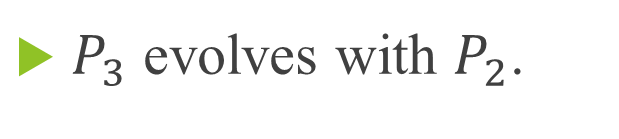 P₃ evolves with P₂.